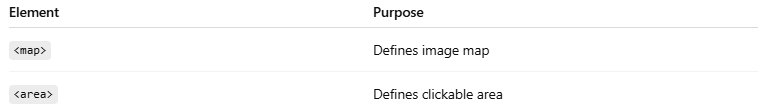 Element Purpose
<map> Defines image map
<area> Defines clickable area